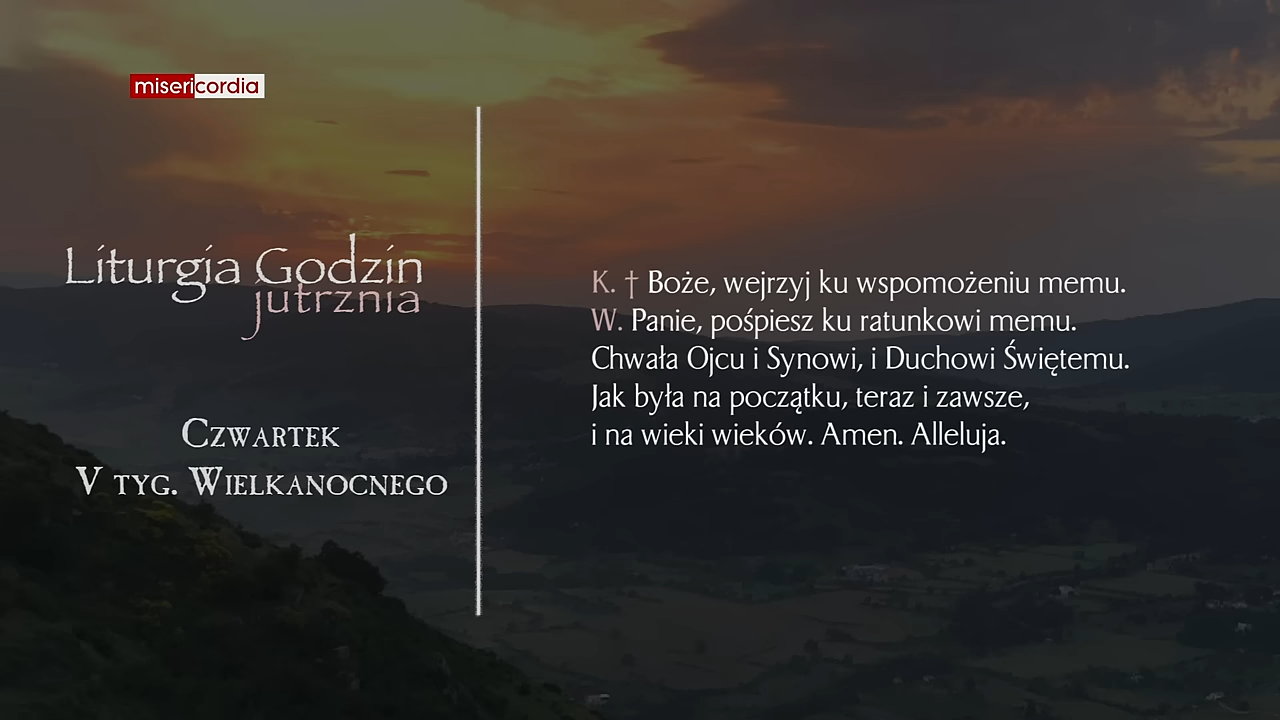 misericordia
Liturgia Godzin
jutrznia
Czwartek
V tyg. Wielkanocnego
K. † Boże, wejrzyj ku wspomożeniu memu.
W. Panie, pośpiesz ku ratunkowi memu.
Chwała Ojcu i Synowi, i Duchowi Świętemu.
Jak była na początku, teraz i zawsze,
i na wieki wieków. Amen. Alleluja.